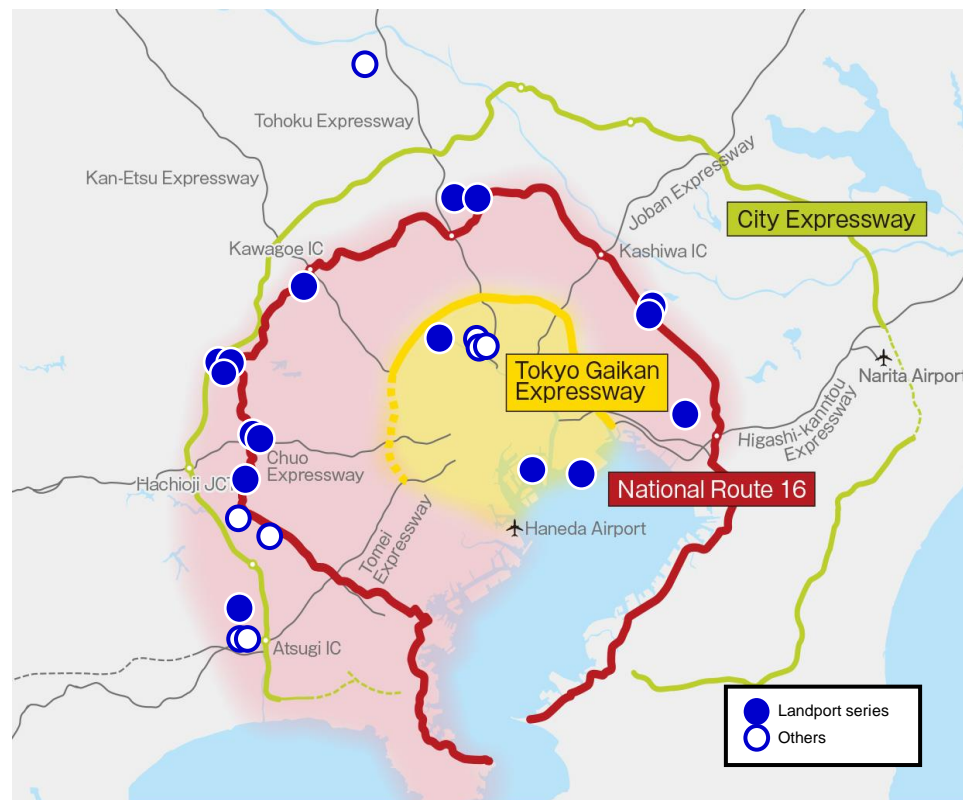 Tohoku Expressway
Kan-Etsu Expressway
Joban Expressway
City Expressway
Kawagoe IC
Kashiwa IC
Tokyo Gaikan
Expressway
Narita Airport
Higashi-kanntou
Expressway
Chuo
Expressway
Hachioji JCT
National Route 16
Haneda Airport
Tomei
Expressway
Atsugi IC
Landport series
Others